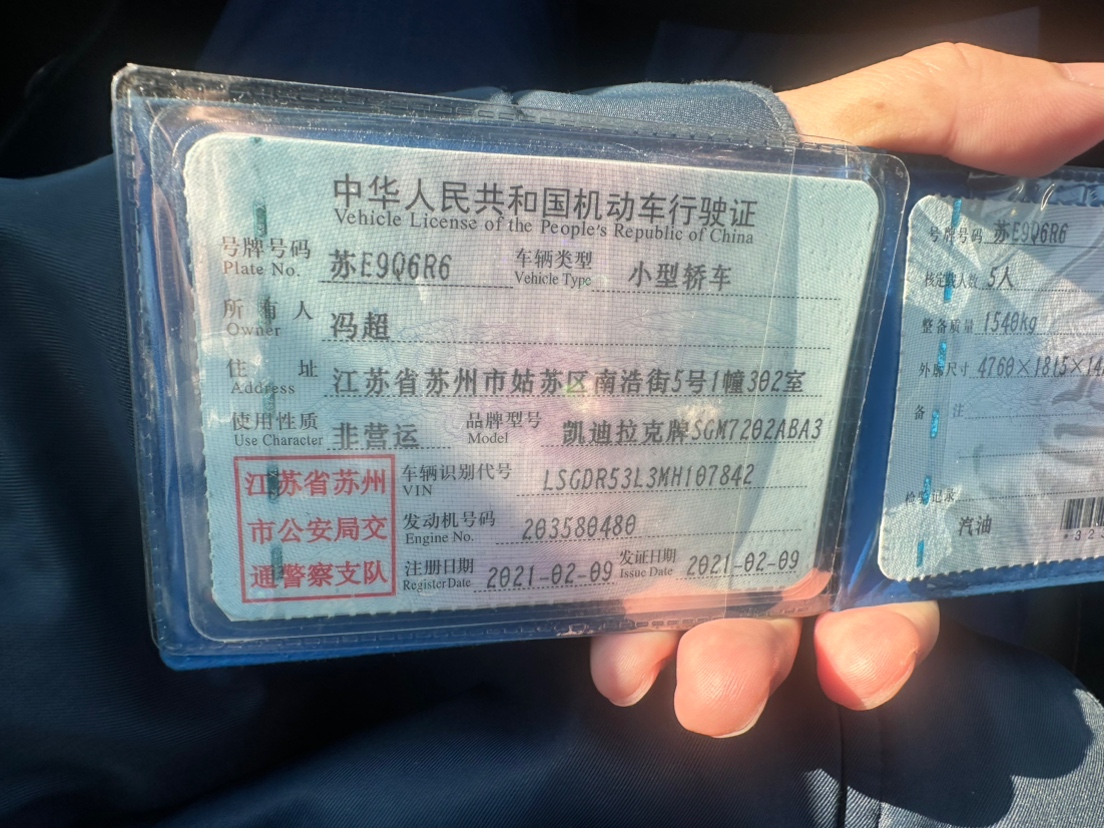 中华人民共和国机动车行驶证
Vehicle License of the People's Republic of China
号牌号码 苏E9Q6R6 车辆类型 小型轿车
Plate No. Vehicle Type
所有人 冯超
Owner
住址 江苏省苏州市姑苏区南浩街5号1幢302室
Address
使用性质 非营运 品牌型号 凯迪拉克牌SGM7202ABA3
Use Character Model
江苏省苏州
市公安局交
通警察支队
车辆识别代号 LSGDR53L3MH107842
VIN
发动机号码 203580480
Engine No.
注册日期 2021-02-09 发证日期 2021-02-09
Register Date Issue Date
号牌号码 苏E9Q6R6
核定载人数 5人
整备质量 1540kg
外廓尺寸 4760×1815×14
备注
检验记录
汽油
*323